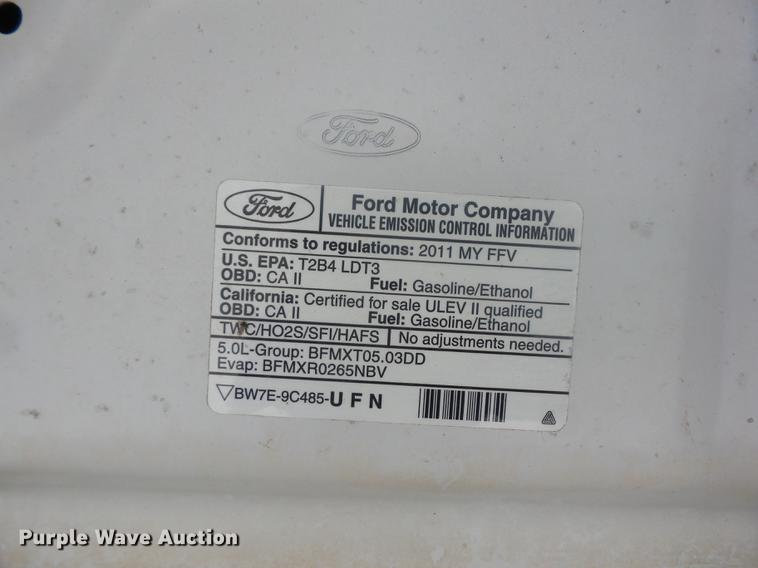 Ford
Ford
Ford Motor Company
VEHICLE EMISSION CONTROL INFORMATION
Conforms to regulations: 2011 MY FFV
U.S. EPA: T2B4 LDT3
OBD: CA II Fuel: Gasoline/Ethanol
California: Certified for sale ULEV II qualified
OBD: CA II Fuel: Gasoline/Ethanol
TWC/HO2S/SFI/HAFS No adjustments needed.
5.0L-Group: BFMXT05.03DD
Evap: BFMXR0265NBV
▽BW7E-9C485-U F N
Purple Wave Auction